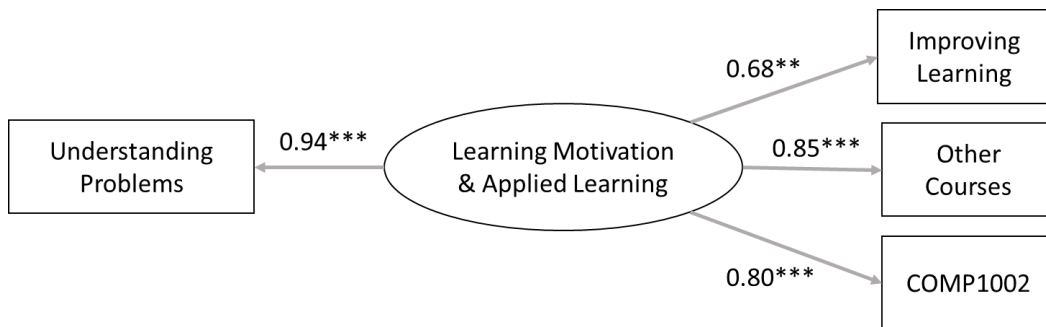 Improving
Learning
0.68**
Understanding
Problems
0.94***
Learning Motivation
& Applied Learning
0.85***
Other
Courses
0.80***
COMP1002